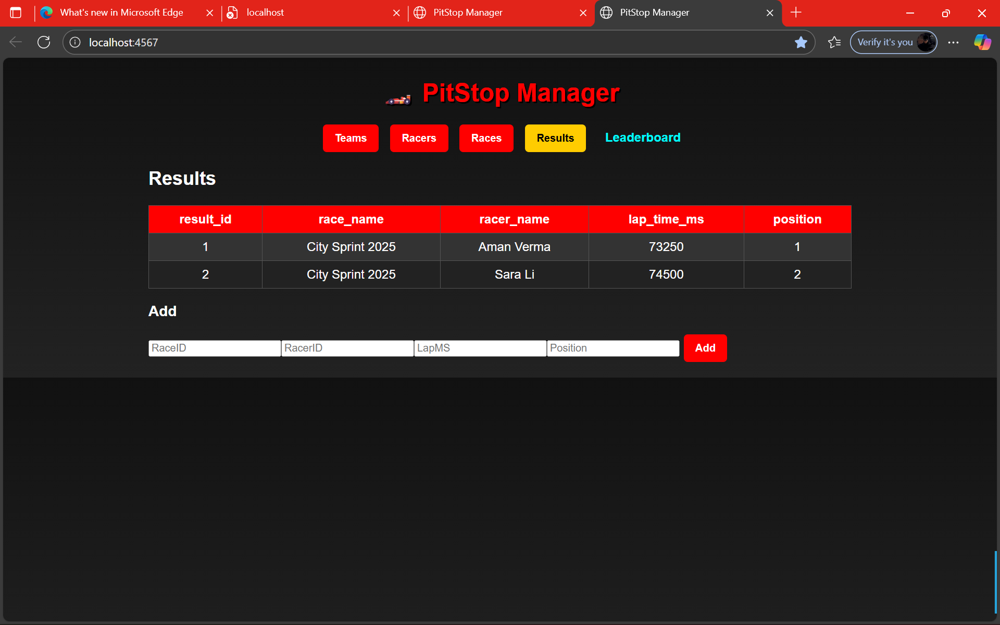 What's new in Microsoft Edge localhost PitStop Manager PitStop Manager
localhost:4567 Verify it's you
PitStop Manager
Teams Racers Races Results Leaderboard
Results
result_id race_name racer_name lap_time_ms position
1 City Sprint 2025 Aman Verma 73250 1
2 City Sprint 2025 Sara Li 74500 2
Add
RaceID RacerID LapMS Position Add